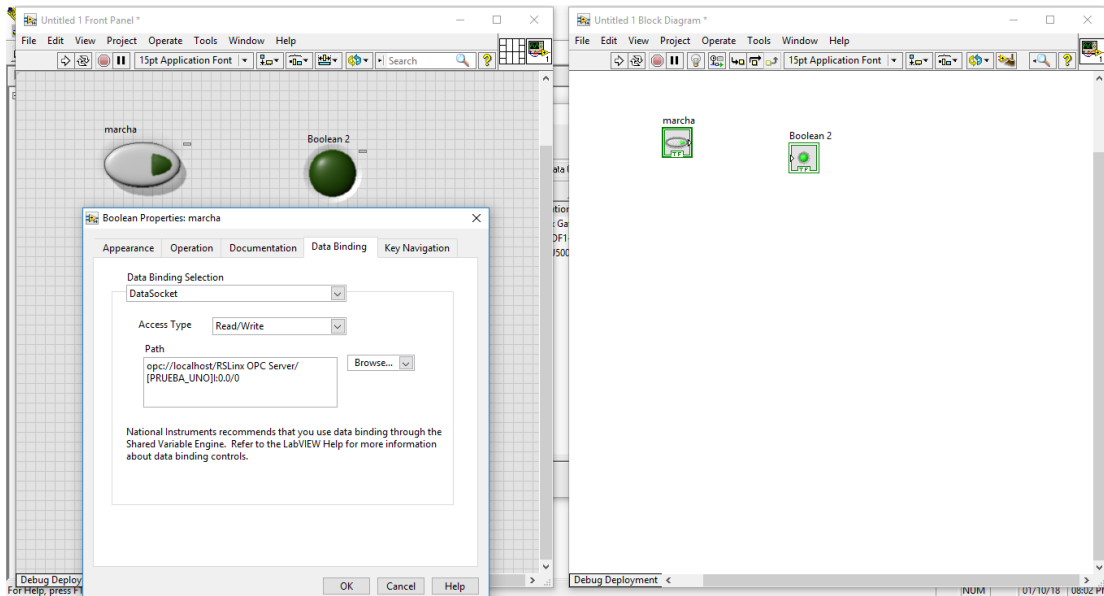 Untitled 1 Front Panel *
File Edit View Project Operate Tools Window Help
15pt Application Font
Search
1
marcha
Boolean 2
Boolean Properties: marcha
Appearance Operation Documentation Data Binding Key Navigation
Data Binding Selection
DataSocket
Access Type Read/Write
Path
opc://localhost/RSLinx OPC Server/
[PRUEBA_UNO]I:0.0/0
Browse...
National Instruments recommends that you use data binding through the
Shared Variable Engine. Refer to the LabVIEW Help for more information
about data binding controls.
OK Cancel Help
Debug Deploy
For Help, press F1
Untitled 1 Block Diagram *
File Edit View Project Operate Tools Window Help
15pt Application Font
1
marcha
TF
Boolean 2
TF
Debug Deployment
NUM 01/10/18 08:02 P